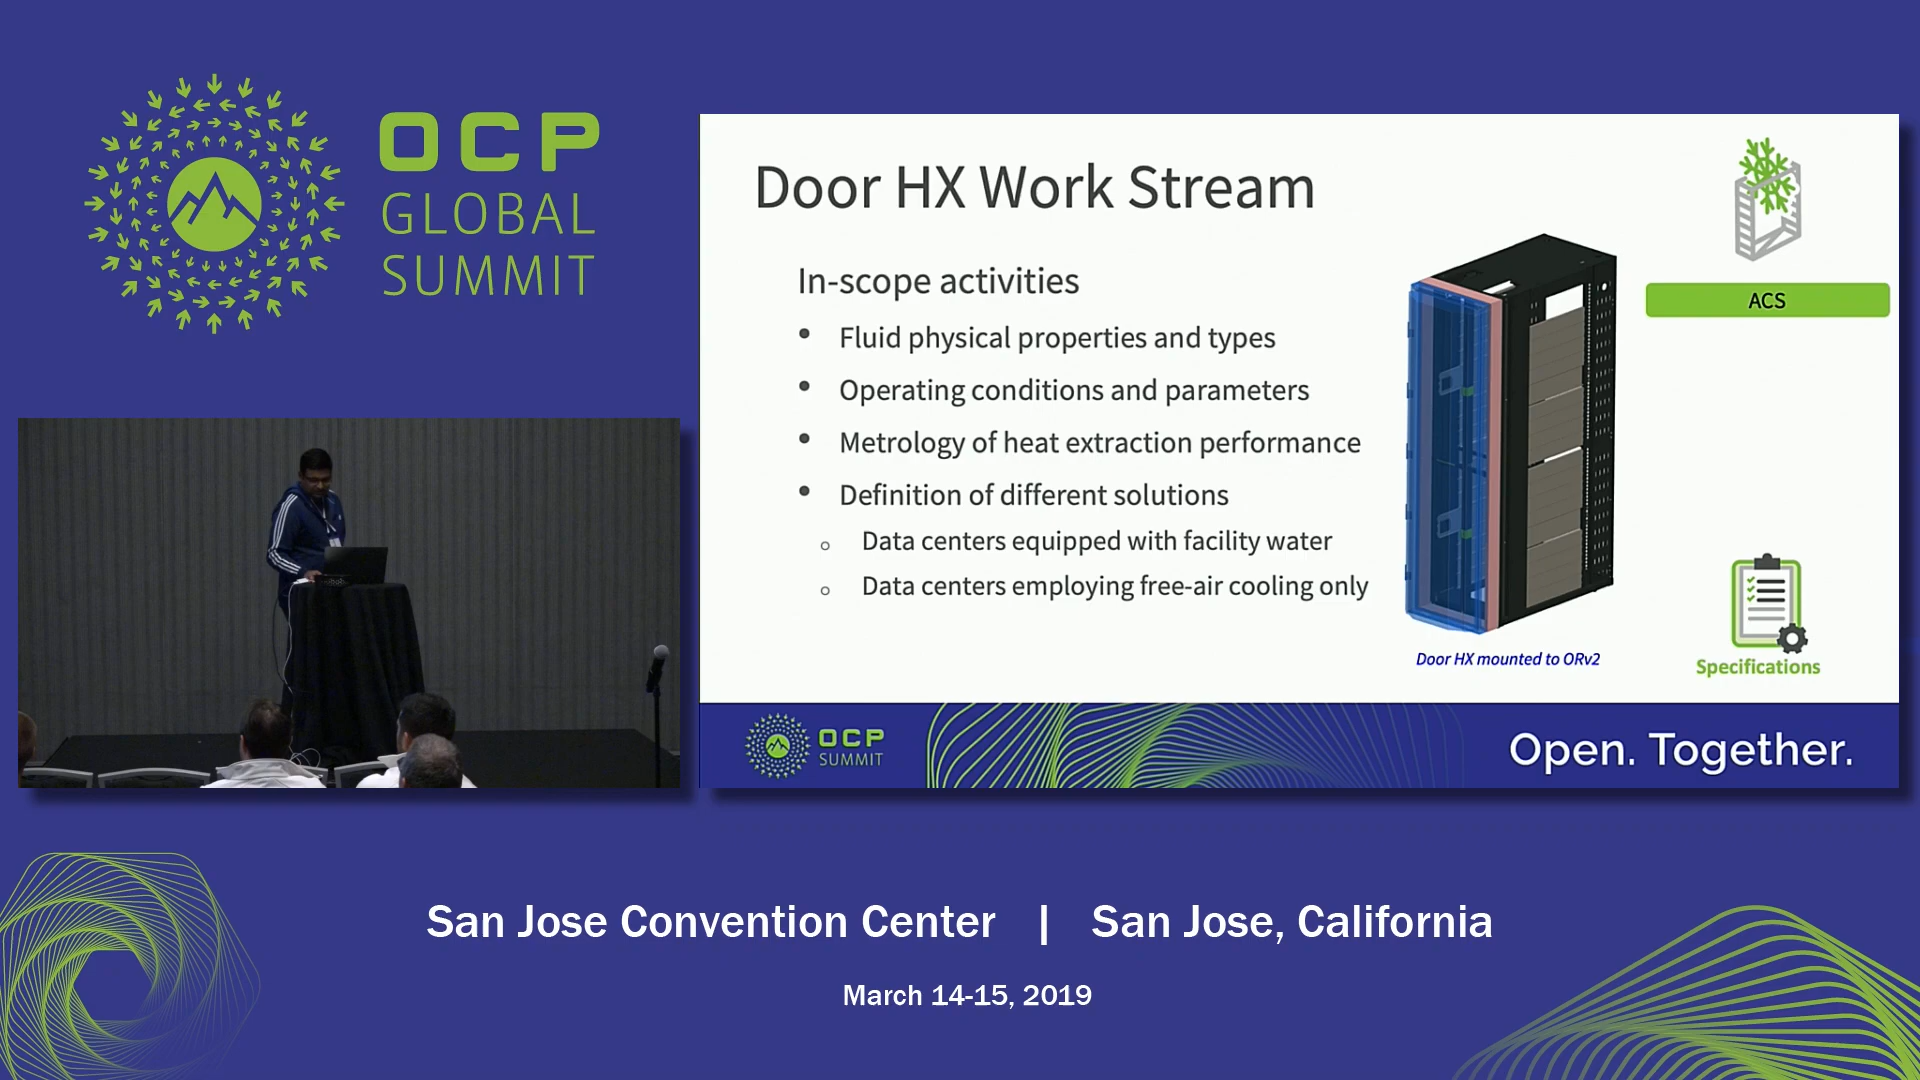 OCP
GLOBAL
SUMMIT
Door HX Work Stream
In-scope activities
• Fluid physical properties and types
• Operating conditions and parameters
• Metrology of heat extraction performance
• Definition of different solutions
o Data centers equipped with facility water
o Data centers employing free-air cooling only
ACS
Door HX mounted to ORv2
Specifications
OCP
SUMMIT
Open. Together.
San Jose Convention Center | San Jose, California
March 14-15, 2019